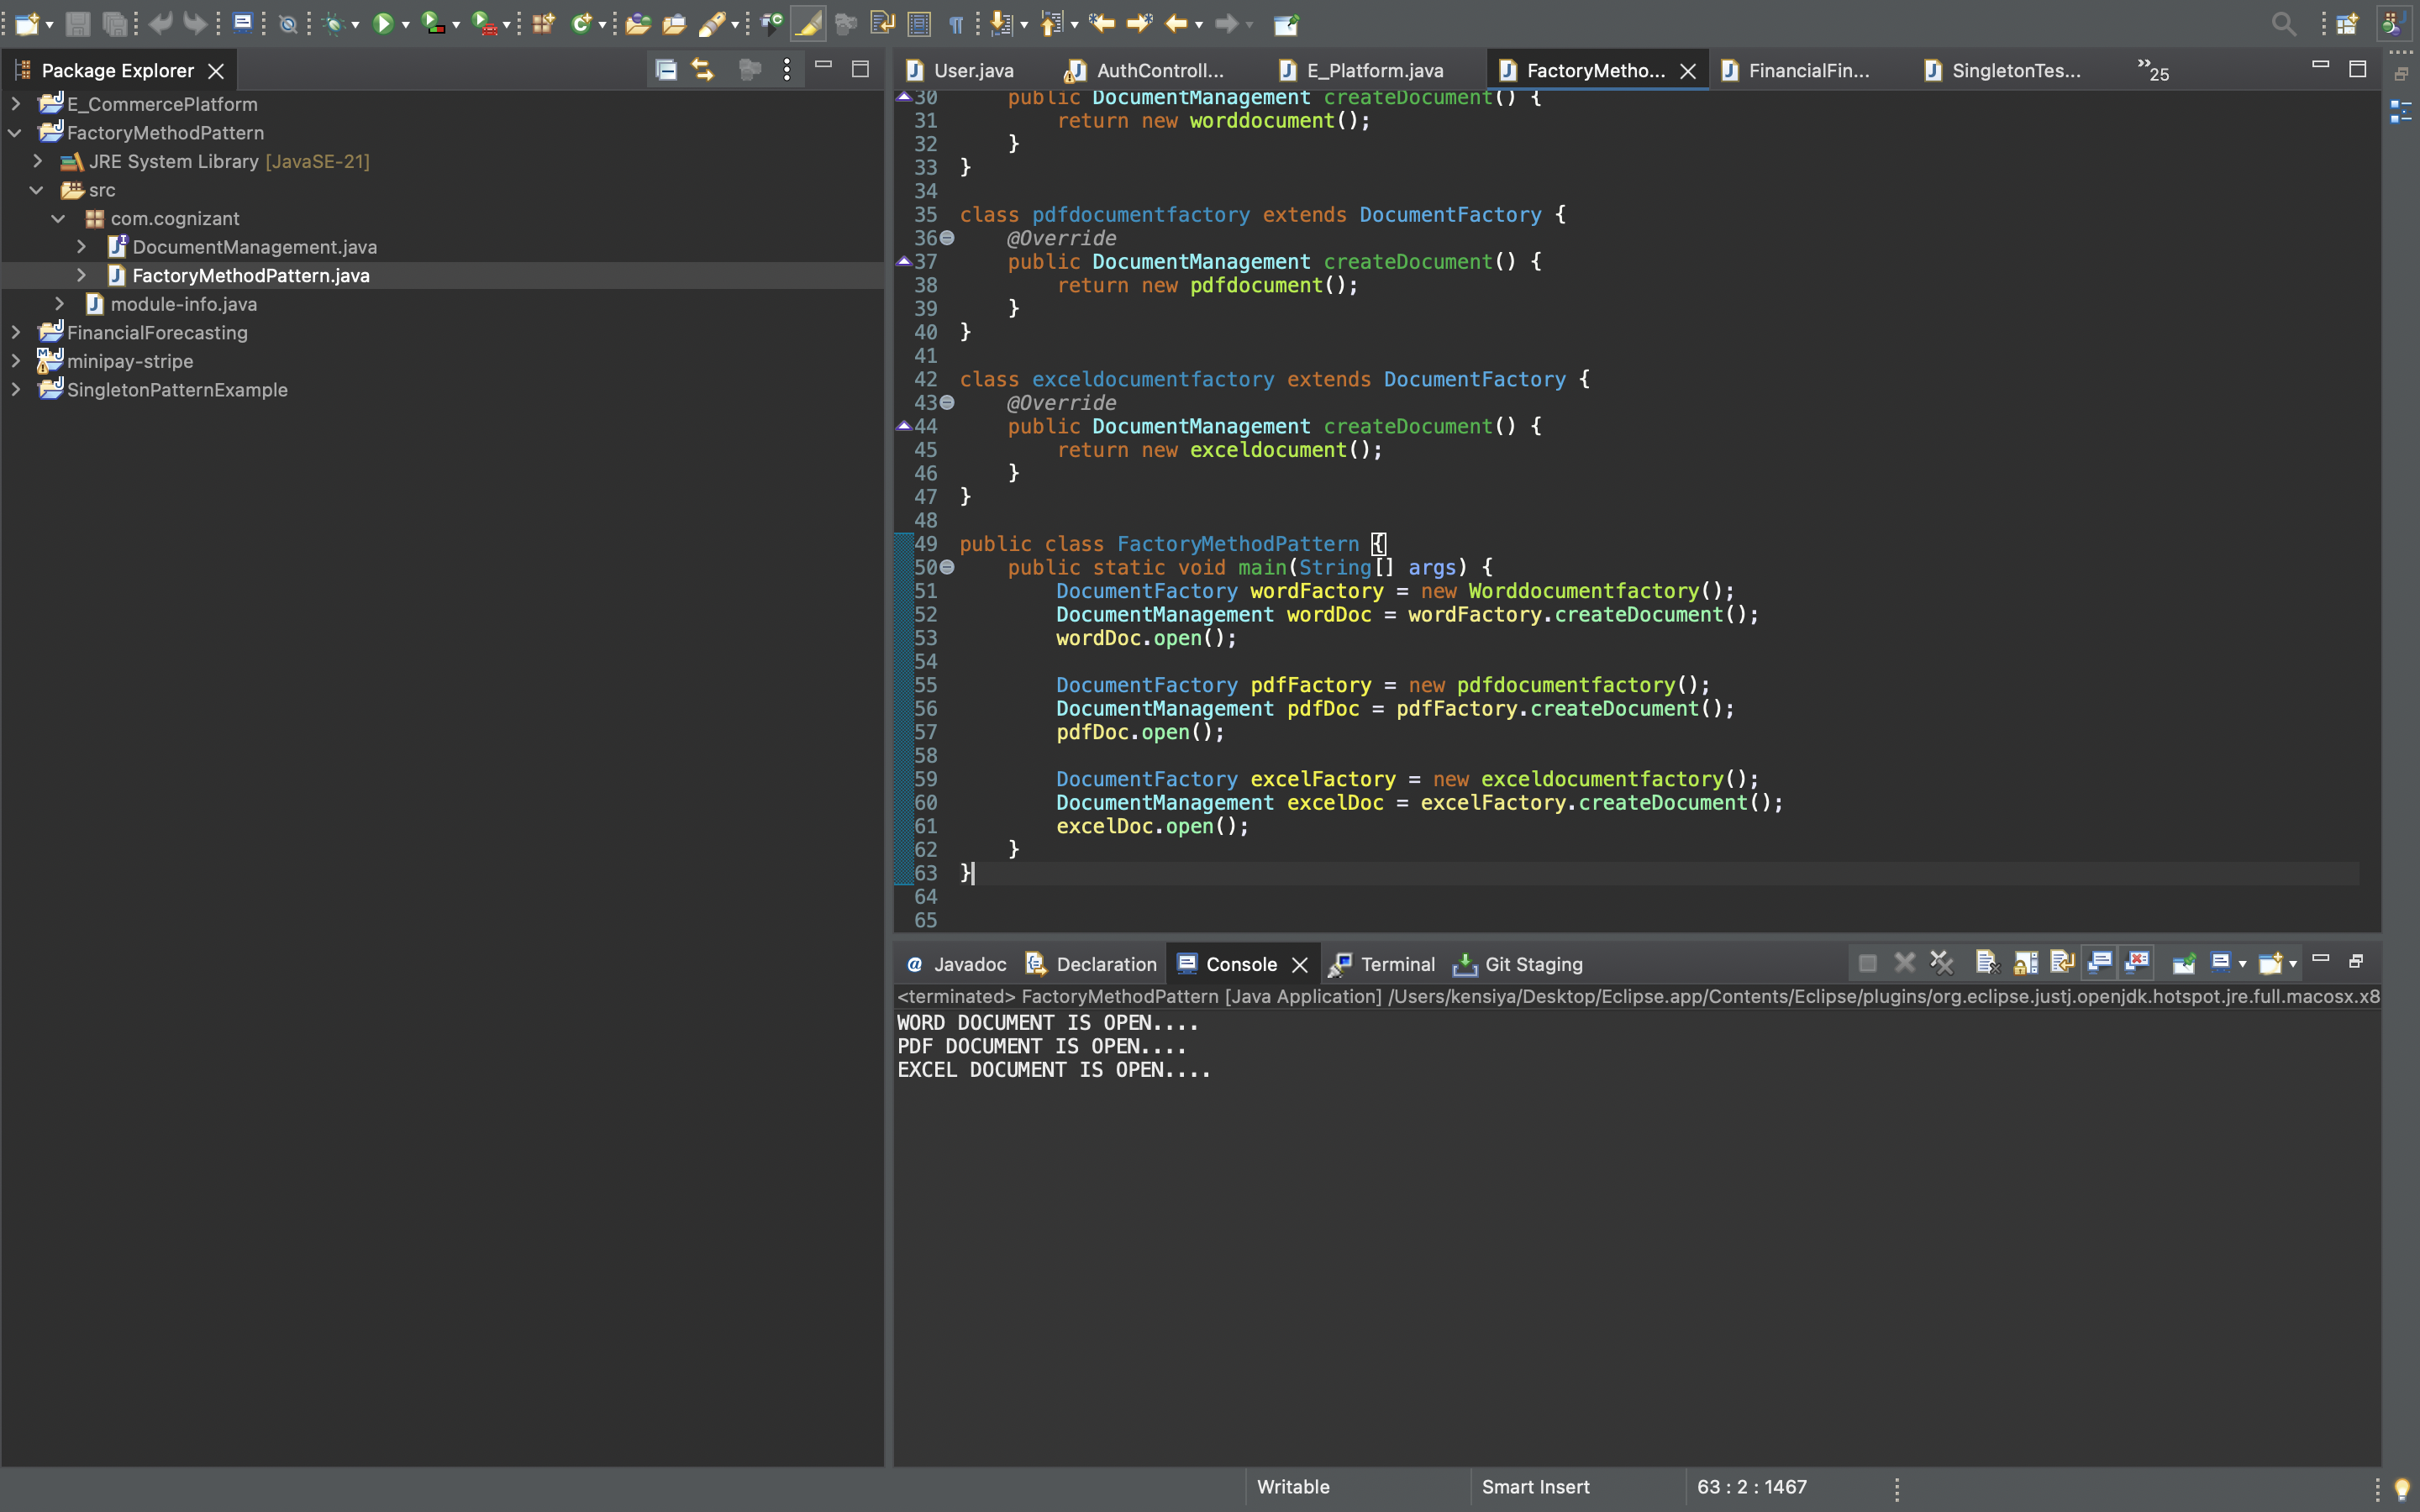 Package Explorer
E_CommercePlatform
FactoryMethodPattern
JRE System Library [JavaSE-21]
src
com.cognizant
DocumentManagement.java
FactoryMethodPattern.java
module-info.java
FinancialForecasting
minipay-stripe
SingletonPatternExample
User.java AuthControll... E_Platform.java FactoryMetho... FinancialFin... SingletonTes... »25
30     public DocumentManagement createDocument() {
31         return new worddocument();
32     }
33 }
34
35 class pdfdocumentfactory extends DocumentFactory {
36     @Override
37     public DocumentManagement createDocument() {
38         return new pdfdocument();
39     }
40 }
41
42 class exceldocumentfactory extends DocumentFactory {
43     @Override
44     public DocumentManagement createDocument() {
45         return new exceldocument();
46     }
47 }
48
49 public class FactoryMethodPattern {
50     public static void main(String[] args) {
51         DocumentFactory wordFactory = new Worddocumentfactory();
52         DocumentManagement wordDoc = wordFactory.createDocument();
53         wordDoc.open();
54
55         DocumentFactory pdfFactory = new pdfdocumentfactory();
56         DocumentManagement pdfDoc = pdfFactory.createDocument();
57         pdfDoc.open();
58
59         DocumentFactory excelFactory = new exceldocumentfactory();
60         DocumentManagement excelDoc = excelFactory.createDocument();
61         excelDoc.open();
62     }
63 }
64
65
@ Javadoc Declaration Console Terminal Git Staging
<terminated> FactoryMethodPattern [Java Application] /Users/kensiya/Desktop/Eclipse.app/Contents/Eclipse/plugins/org.eclipse.justj.openjdk.hotspot.jre.full.macosx.x8
WORD DOCUMENT IS OPEN....
PDF DOCUMENT IS OPEN....
EXCEL DOCUMENT IS OPEN....
Writable Smart Insert 63 : 2 : 1467